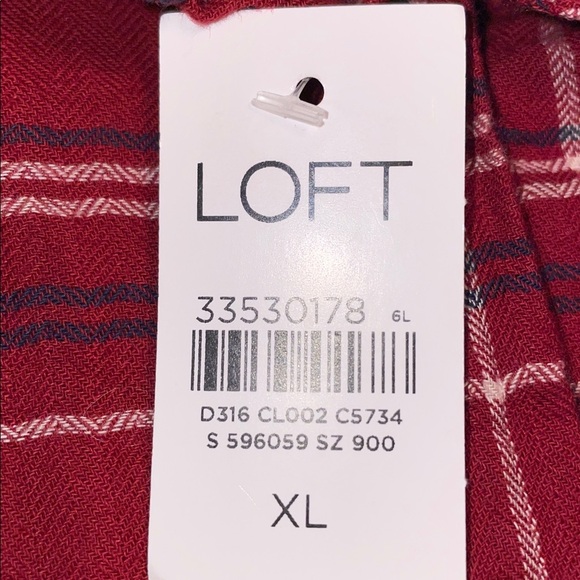 LOFT
33530178 6L
D316 CL002 C5734
S 596059 SZ 900
XL